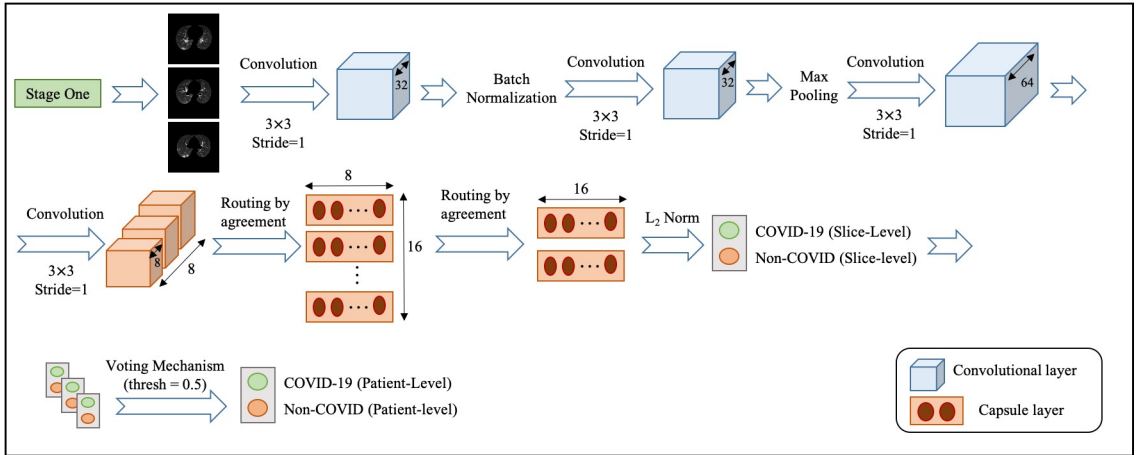 Stage One
Convolution
3×3
Stride=1
32
Batch
Normalization
Convolution
3×3
Stride=1
32
Max
Pooling
Convolution
3×3
Stride=1
64
Convolution
3×3
Stride=1
8
8
Routing by
agreement
8
16
Routing by
agreement
16
L₂ Norm
COVID-19 (Slice-Level)
Non-COVID (Slice-level)
Voting Mechanism
(thresh = 0.5)
COVID-19 (Patient-Level)
Non-COVID (Patient-level)
Convolutional layer
Capsule layer